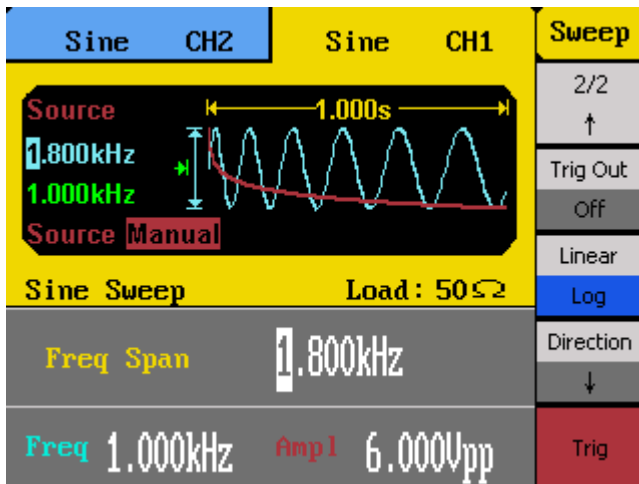 Sine CH2
Sine CH1
Source
1.000s
1.800kHz
1.000kHz
Source Manual
Sine Sweep
Load: 50Ω
Freq Span
1.800kHz
Freq 1.000kHz
Ampl 6.000Vpp
Sweep
2/2
↑
Trig Out
Off
Linear
Log
Direction
↓
Trig